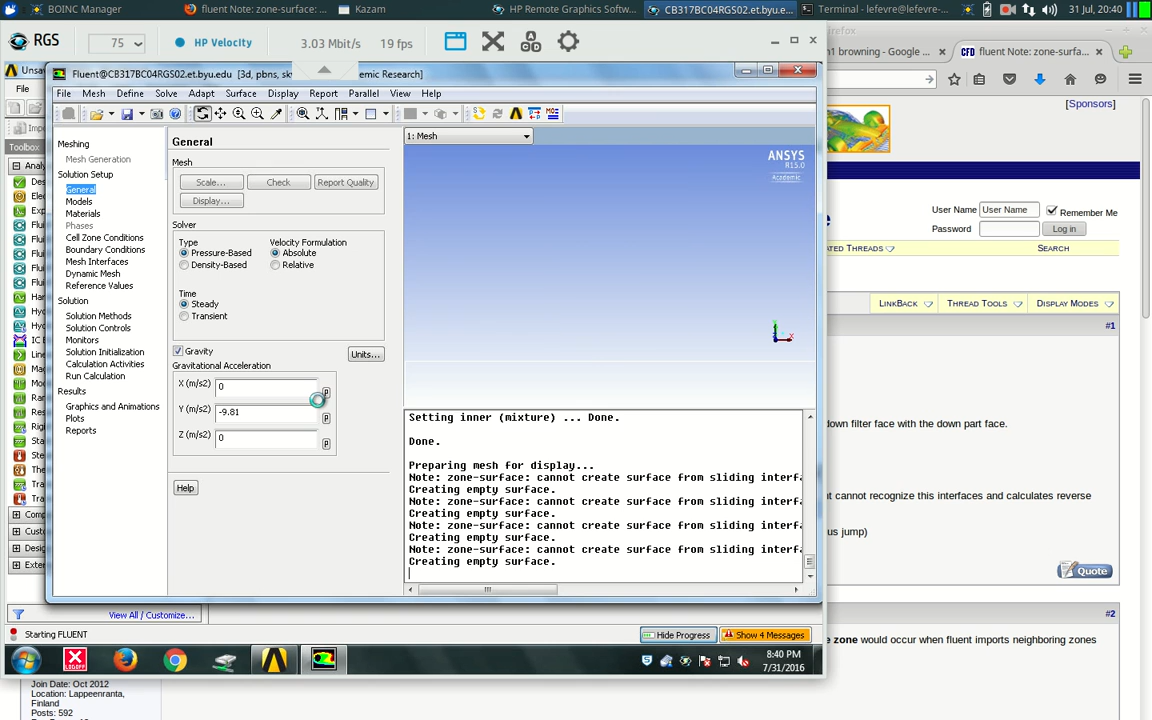 BOINC Manager
fluent Note: zone-surface: ...
Kazam
HP Remote Graphics Softw...
CB317BC04RGS02.et.byu.e...
Terminal - lefevre@lefevre-...
31 Jul, 20:40
RGS
75
HP Velocity
3.03 Mbit/s
19 fps
n1 browning - Google ...
fluent Note: zone-surfa...
[Sponsors]
Fluent@CB317BC04RGS02.et.byu.edu [3d, pbns, sk
emic Research]
File
File Mesh Define Solve Adapt Surface Display Report Parallel View Help
Toolbox
Meshing
Mesh Generation
Solution Setup
General
Models
Materials
Phases
Cell Zone Conditions
Boundary Conditions
Mesh Interfaces
Dynamic Mesh
Reference Values
Solution
Solution Methods
Solution Controls
Monitors
Solution Initialization
Calculation Activities
Run Calculation
Results
Graphics and Animations
Plots
Reports
General
Mesh
Scale... Check Report Quality
Display...
Solver
Type
Pressure-Based
Density-Based
Velocity Formulation
Absolute
Relative
Time
Steady
Transient
Gravity
Units...
Gravitational Acceleration
X (m/s2) 0
Y (m/s2) -9.81
Z (m/s2) 0
Help
1: Mesh
ANSYS
R15.0
Academic
Setting inner (mixture) ... Done.
Done.
Preparing mesh for display...
Note: zone-surface: cannot create surface from sliding interfa
Creating empty surface.
Note: zone-surface: cannot create surface from sliding interfa
Creating empty surface.
Note: zone-surface: cannot create surface from sliding interfa
Creating empty surface.
Note: zone-surface: cannot create surface from sliding interfa
Creating empty surface.
View All / Customize...
Starting FLUENT
Hide Progress
Show 4 Messages
LOGOFF
8:40 PM
7/31/2016
User Name User Name
Remember Me
Password
Log in
ATED THREADS
SEARCH
LINKBACK
THREAD TOOLS
DISPLAY MODES
#1
down filter face with the down part face.
nt cannot recognize this interfaces and calculates reverse
us jump)
Quote
#2
e zone would occur when fluent imports neighboring zones
Join Date: Oct 2012
Location: Lappeenranta,
Finland
Posts: 592